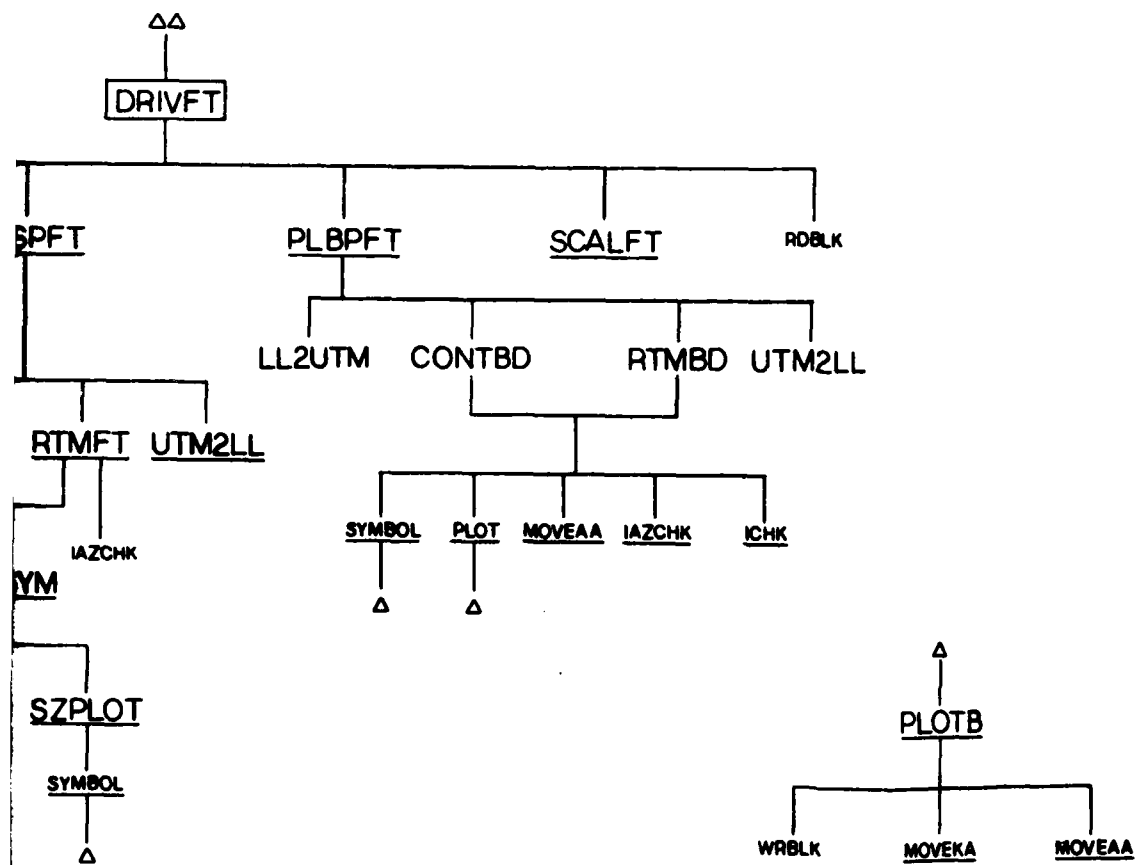 DRIVFT
SPFT PLBPFT SCALFT RDBLK
LL2UTM CONTBD RTMBD UTM2LL
RTMFT UTM2LL
SYMBOL PLOT MOVEAA IAZCHK ICHK
IAZCHK
YM
SZPLOT PLOTB
SYMBOL
WRBLK MOVEKA MOVEAA